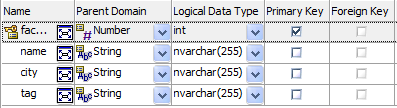 Name Parent Domain Logical Data Type Primary Key Foreign Key
fac... Number int
name String nvarchar(255)
city String nvarchar(255)
tag String nvarchar(255)